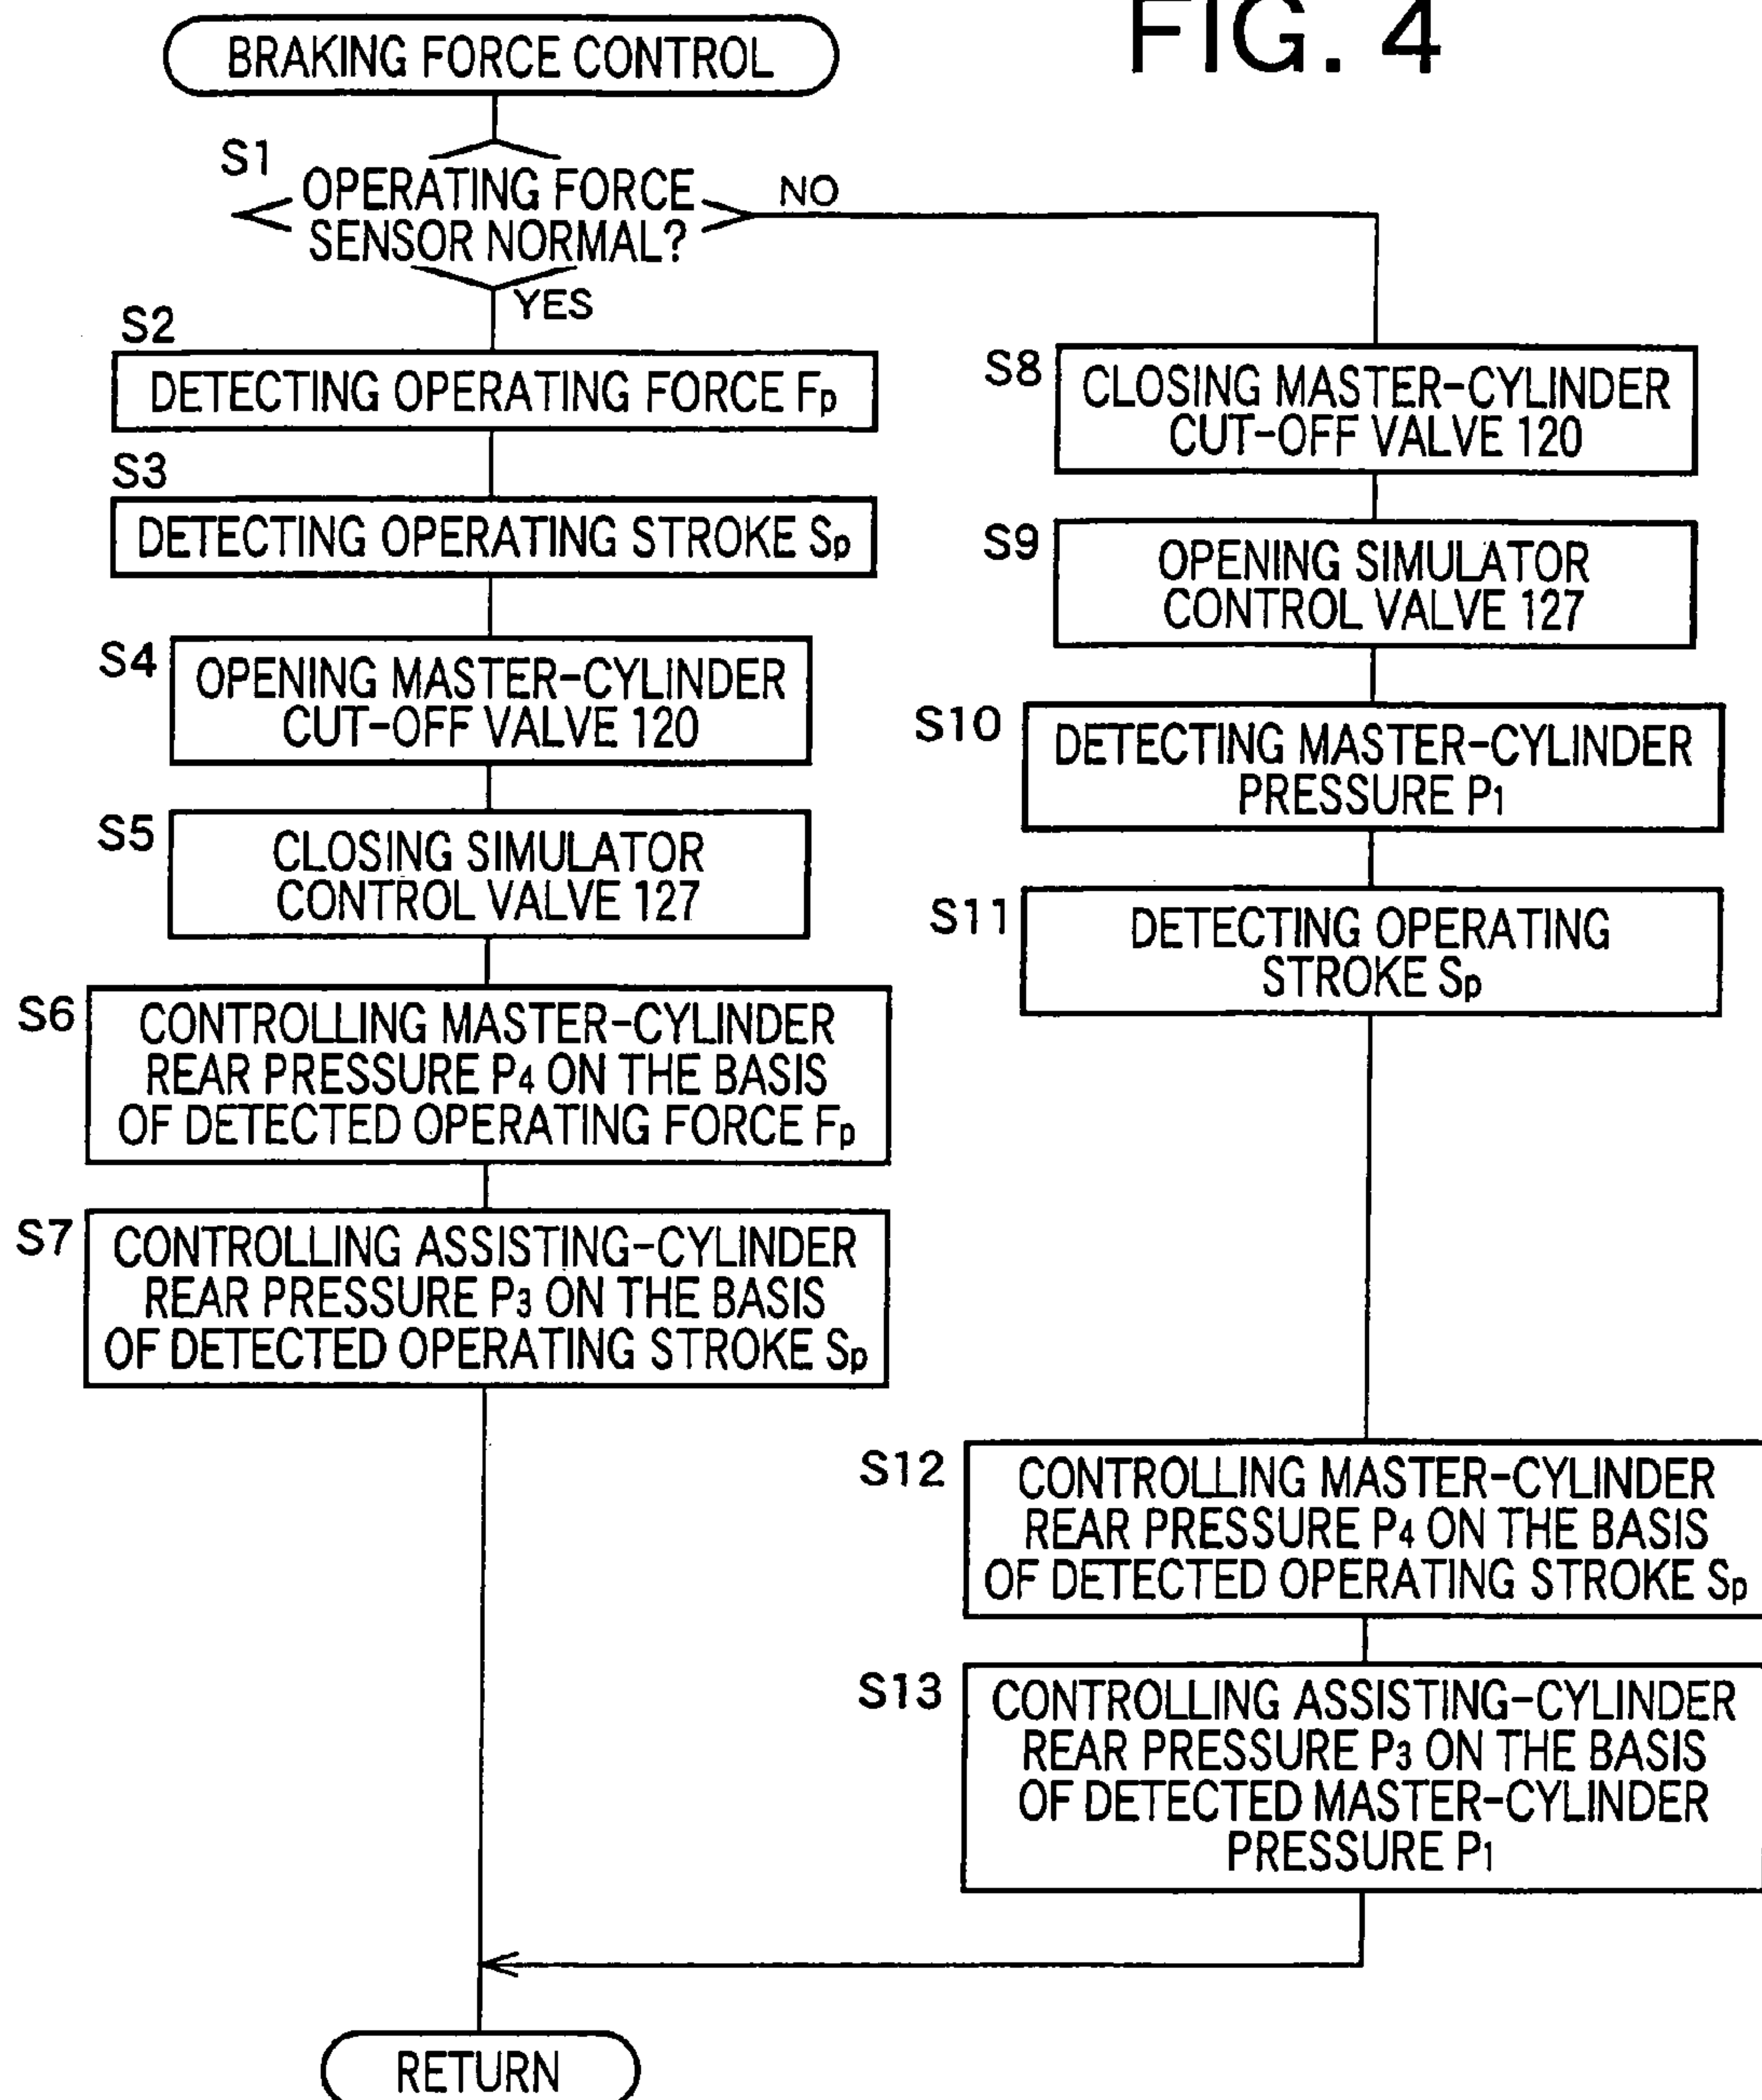 FIG. 4
BRAKING FORCE CONTROL
S1
OPERATING FORCE
SENSOR NORMAL?
NO
YES
S2
DETECTING OPERATING FORCE Fp
S3
DETECTING OPERATING STROKE Sp
S4
OPENING MASTER-CYLINDER
CUT-OFF VALVE 120
S5
CLOSING SIMULATOR
CONTROL VALVE 127
S6
CONTROLLING MASTER-CYLINDER
REAR PRESSURE P4 ON THE BASIS
OF DETECTED OPERATING FORCE Fp
S7
CONTROLLING ASSISTING-CYLINDER
REAR PRESSURE P3 ON THE BASIS
OF DETECTED OPERATING STROKE Sp
S8
CLOSING MASTER-CYLINDER
CUT-OFF VALVE 120
S9
OPENING SIMULATOR
CONTROL VALVE 127
S10
DETECTING MASTER-CYLINDER
PRESSURE P1
S11
DETECTING OPERATING
STROKE Sp
S12
CONTROLLING MASTER-CYLINDER
REAR PRESSURE P4 ON THE BASIS
OF DETECTED OPERATING STROKE Sp
S13
CONTROLLING ASSISTING-CYLINDER
REAR PRESSURE P3 ON THE BASIS
OF DETECTED MASTER-CYLINDER
PRESSURE P1
RETURN